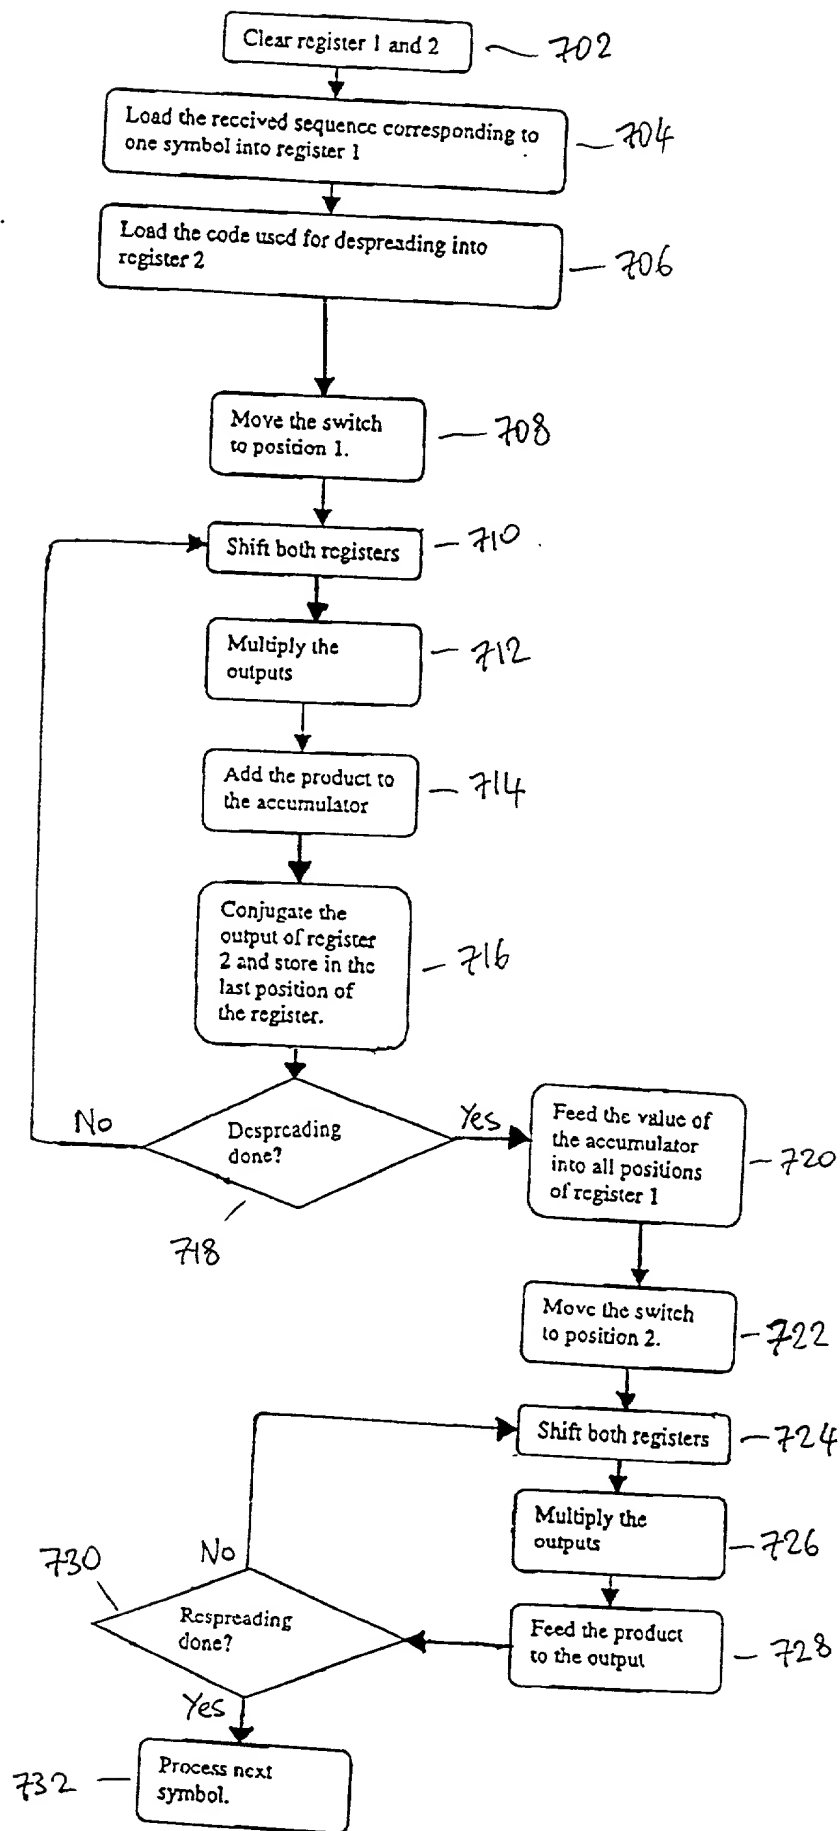 Clear register 1 and 2
702
Load the received sequence corresponding to
one symbol into register 1
704
Load the code used for despreading into
register 2
706
Move the switch
to position 1.
708
Shift both registers
710
Multiply the
outputs
712
Add the product to
the accumulator
714
Conjugate the
output of register
2 and store in the
last position of
the register.
716
No
Despreading
done?
Yes
718
Feed the value of
the accumulator
into all positions
of register 1
720
Move the switch
to position 2.
722
Shift both registers
724
Multiply the
outputs
726
Feed the product
to the output
728
730
No
Respreading
done?
Yes
Process next
symbol.
732